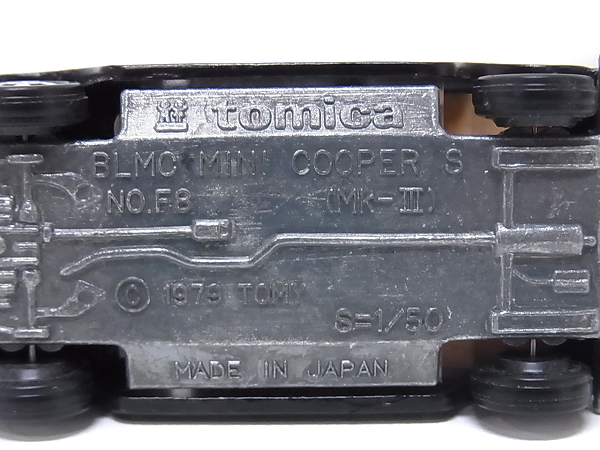 tomica
BLMC MINI COOPER S
NO.F8 (MK-III)
© 1979 TOMY
S=1/50
MADE IN JAPAN